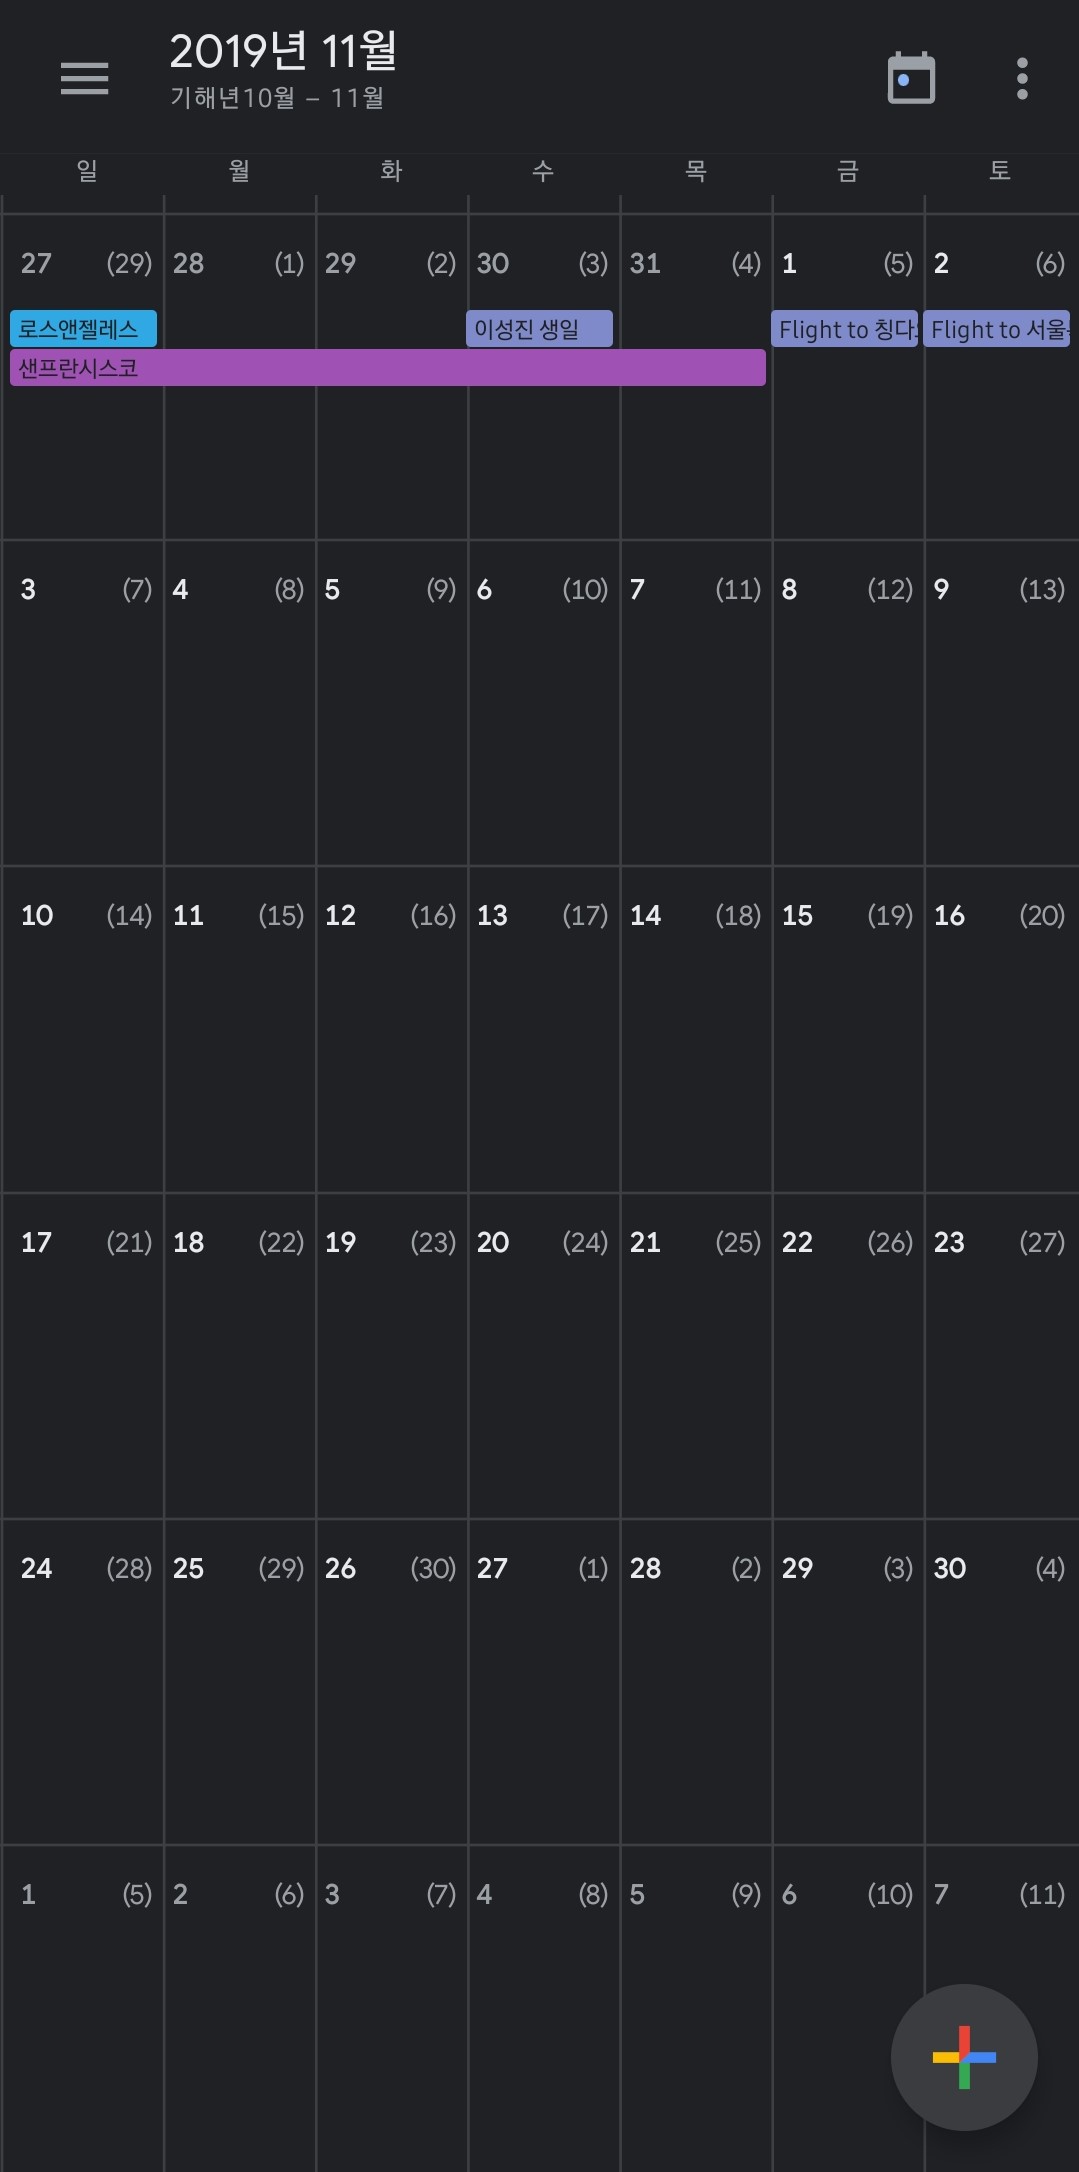 2019년 11월
기해년10월 – 11월
일 월 화 수 목 금 토
27 (29) 28 (1) 29 (2) 30 (3) 31 (4) 1 (5) 2 (6)
로스앤젤레스 이성진 생일 Flight to 칭다 Flight to 서울
샌프란시스코
3 (7) 4 (8) 5 (9) 6 (10) 7 (11) 8 (12) 9 (13)
10 (14) 11 (15) 12 (16) 13 (17) 14 (18) 15 (19) 16 (20)
17 (21) 18 (22) 19 (23) 20 (24) 21 (25) 22 (26) 23 (27)
24 (28) 25 (29) 26 (30) 27 (1) 28 (2) 29 (3) 30 (4)
1 (5) 2 (6) 3 (7) 4 (8) 5 (9) 6 (10) 7 (11)